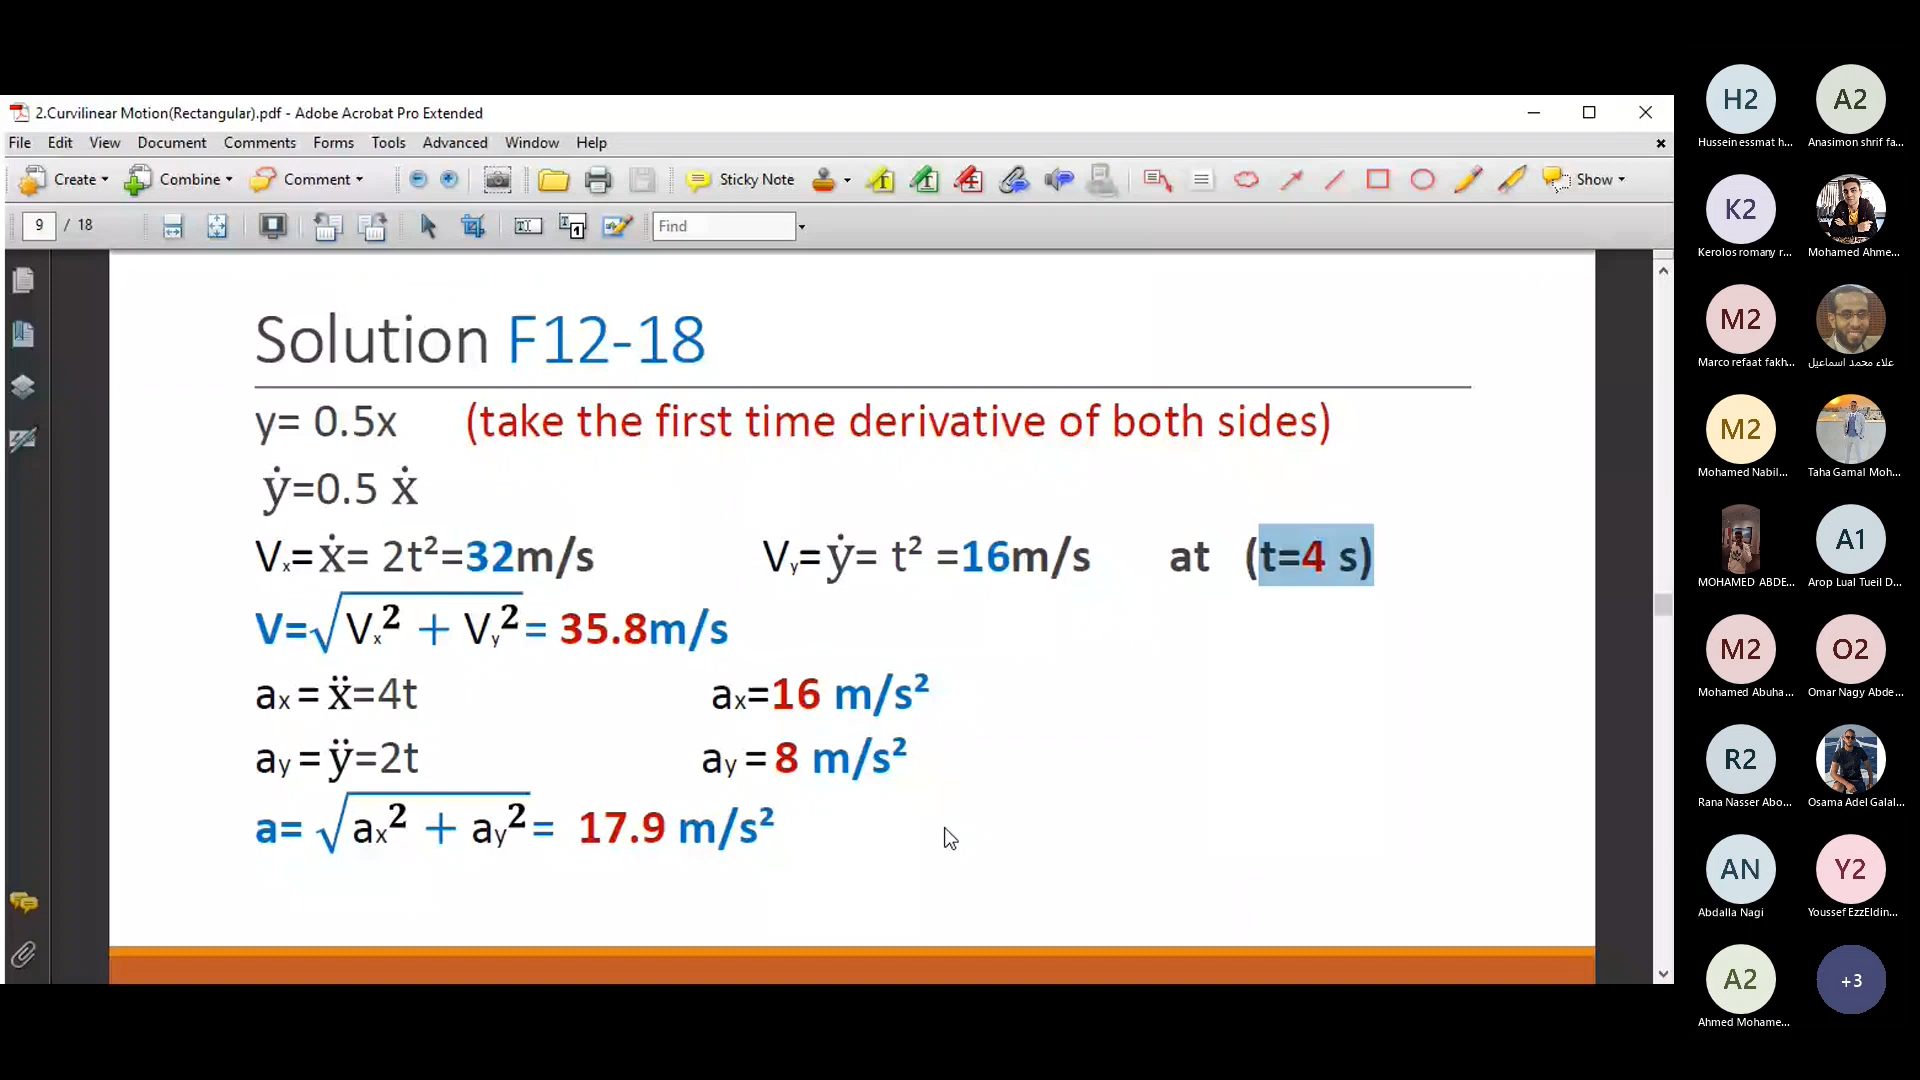 2.Curvilinear Motion(Rectangular).pdf - Adobe Acrobat Pro Extended
File Edit View Document Comments Forms Tools Advanced Window Help
Create Combine Comment Sticky Note Show
9 / 18 Find
Solution F12-18
y= 0.5x (take the first time derivative of both sides)
ẏ=0.5 ẋ
Vₓ=ẋ= 2t²=32m/s Vᵧ=ẏ= t² =16m/s at (t=4 s)
V=√Vₓ² + Vᵧ² = 35.8m/s
aₓ = ẍ=4t aₓ=16 m/s²
aᵧ = ÿ=2t aᵧ = 8 m/s²
a= √aₓ² + aᵧ² = 17.9 m/s²
H2 A2
Hussein essmat h... Anasimon shrif fa...
K2
Kerolos romany r... Mohamed Ahme...
M2
Marco refaat fakh... علاء محمد اسماعيل
M2
Mohamed Nabil... Taha Gamal Moh...
A1
MOHAMED ABDE... Arop Lual Tueil D...
M2 O2
Mohamed Abuha... Omar Nagy Abde...
R2
Rana Nasser Abo... Osama Adel Galal...
AN Y2
Abdalla Nagi Youssef EzzEldin...
A2 +3
Ahmed Mohame...